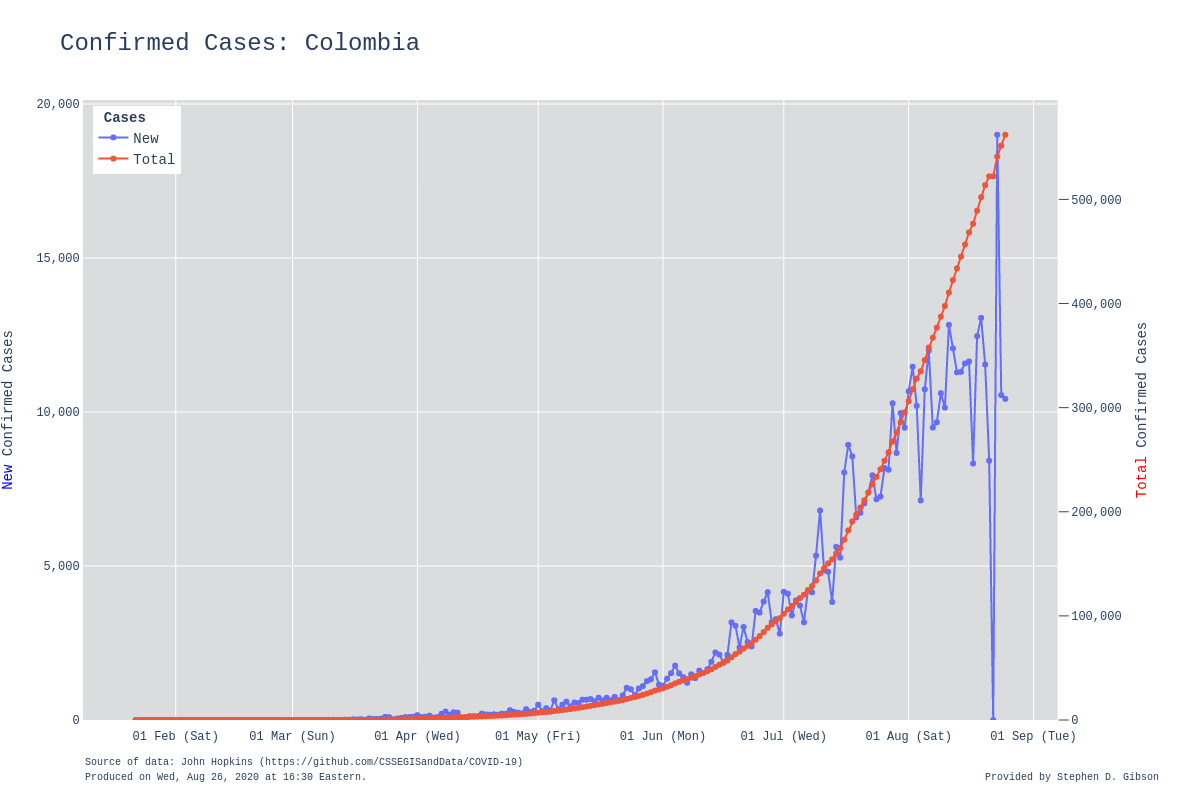 Confirmed Cases: Colombia
Cases
New
Total
20,000
15,000
10,000
5,000
0
500,000
400,000
300,000
200,000
100,000
0
New Confirmed Cases
Total Confirmed Cases
01 Feb (Sat)
01 Mar (Sun)
01 Apr (Wed)
01 May (Fri)
01 Jun (Mon)
01 Jul (Wed)
01 Aug (Sat)
01 Sep (Tue)
Source of data: John Hopkins (https://github.com/CSSEGISandData/COVID-19)
Produced on Wed, Aug 26, 2020 at 16:30 Eastern.
Provided by Stephen D. Gibson